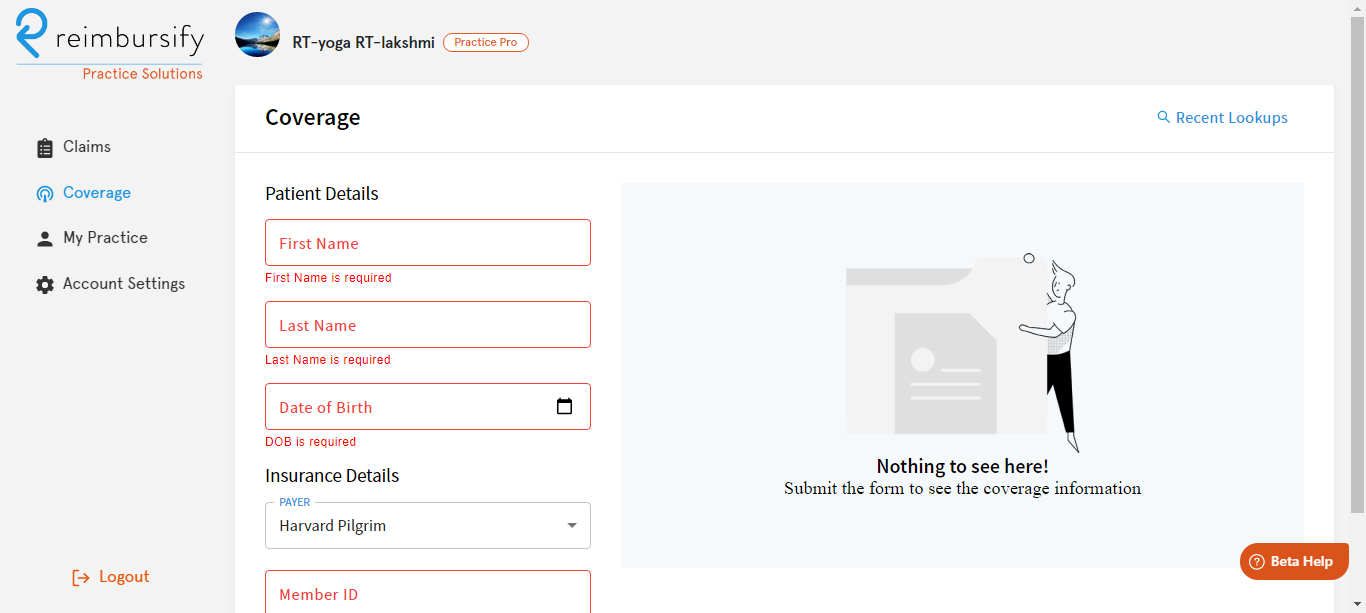 reimbursify
Practice Solutions
RT-yoga RT-lakshmi Practice Pro
Claims
Coverage
My Practice
Account Settings
Logout
Coverage
Recent Lookups
Patient Details
First Name
First Name is required
Last Name
Last Name is required
Date of Birth
DOB is required
Insurance Details
PAYER
Harvard Pilgrim
Member ID
Nothing to see here!
Submit the form to see the coverage information
Beta Help